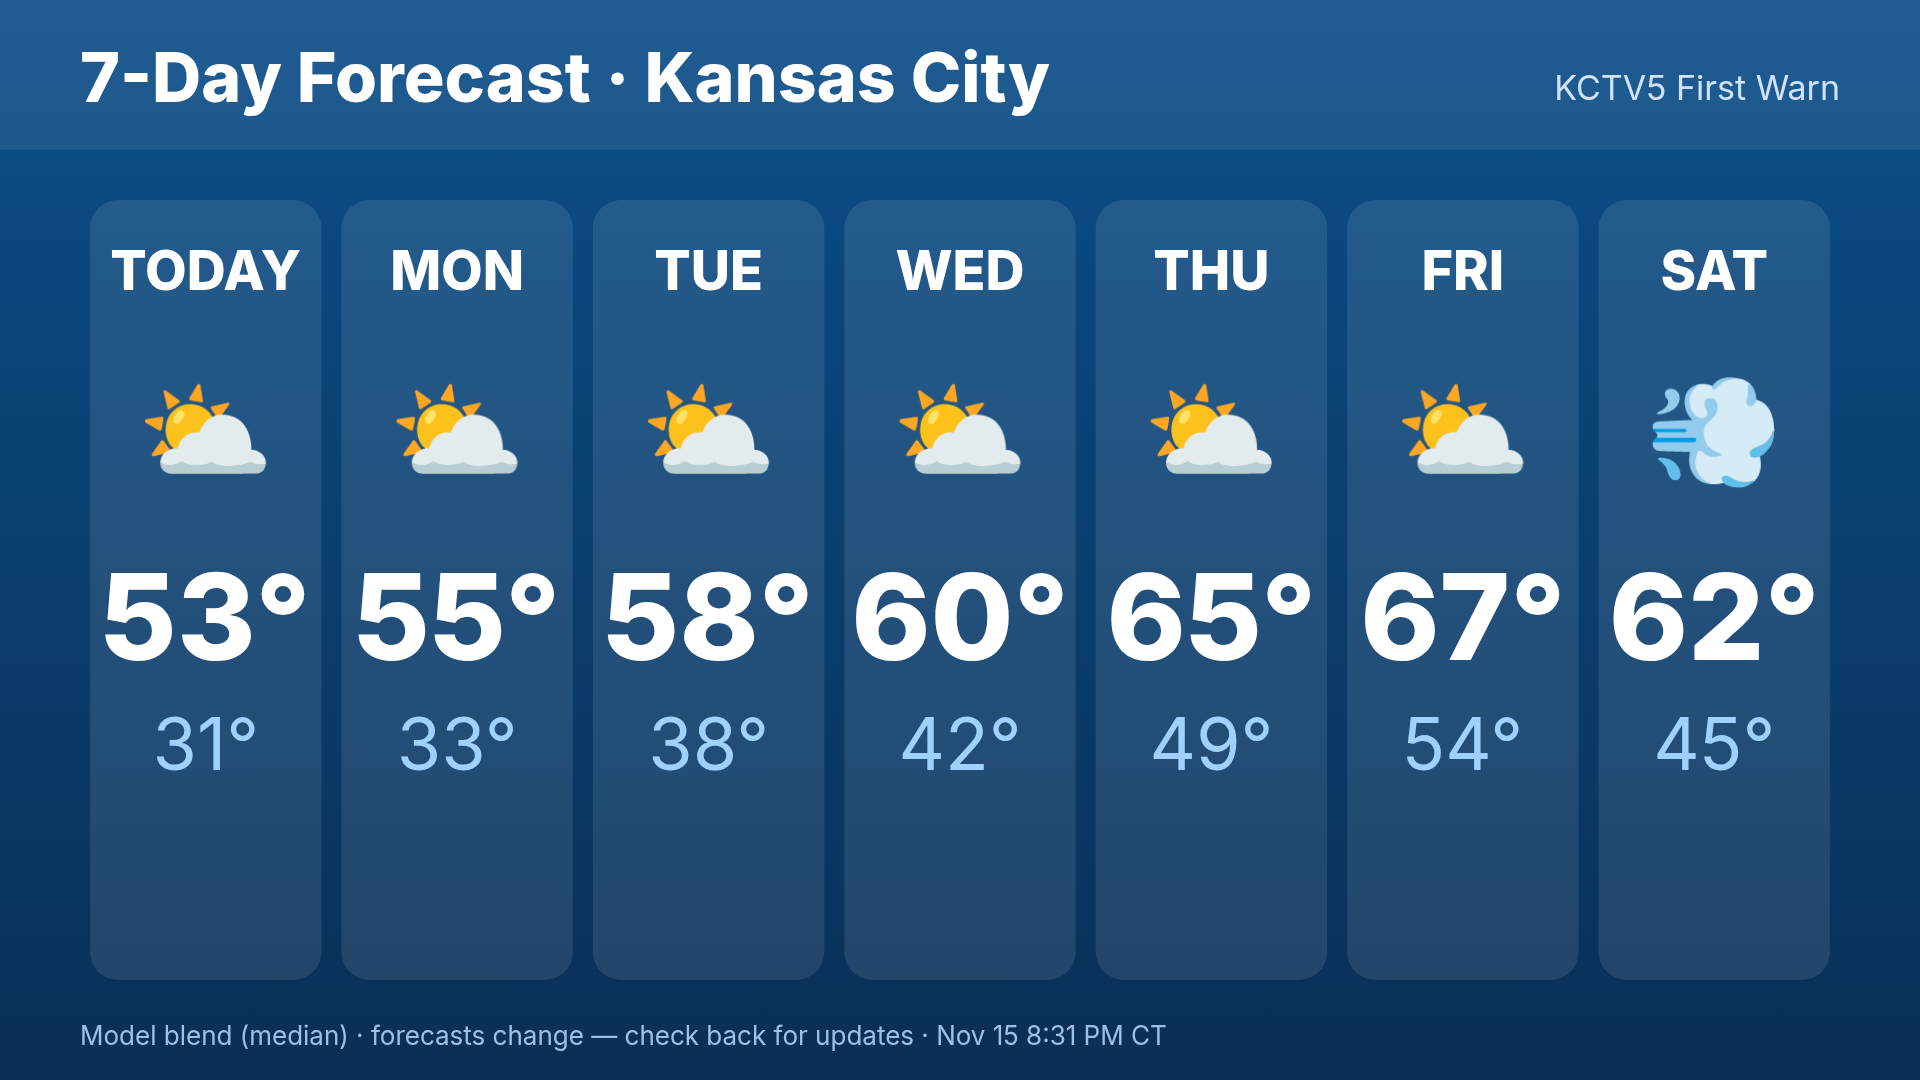 7-Day Forecast · Kansas City
KCTV5 First Warn
TODAY MON TUE WED THU FRI SAT
53° 55° 58° 60° 65° 67° 62°
31° 33° 38° 42° 49° 54° 45°
Model blend (median) · forecasts change — check back for updates · Nov 15 8:31 PM CT